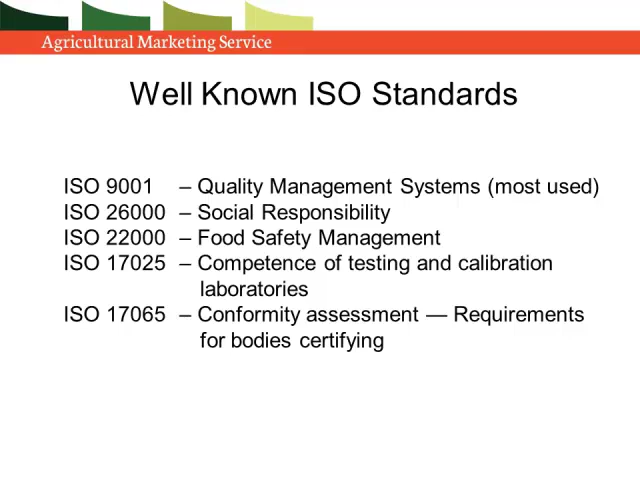 Agricultural Marketing Service
Well Known ISO Standards
ISO 9001 – Quality Management Systems (most used)
ISO 26000 – Social Responsibility
ISO 22000 – Food Safety Management
ISO 17025 – Competence of testing and calibration
laboratories
ISO 17065 – Conformity assessment — Requirements
for bodies certifying